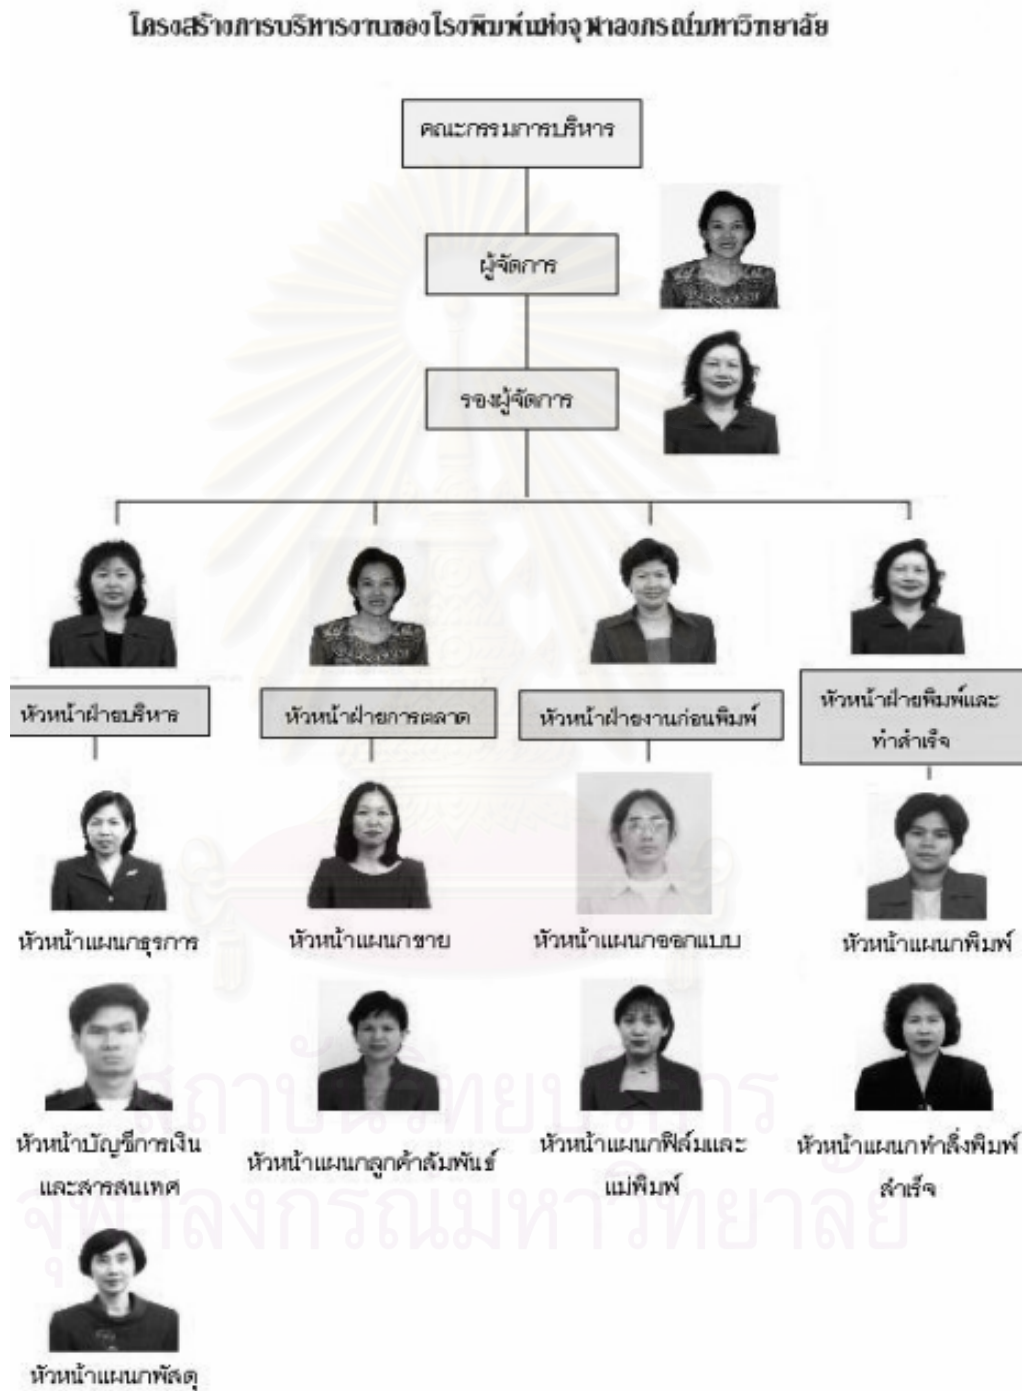 โครงสร้างการบริหารงานของโรงพิมพ์แห่งจุฬาลงกรณ์มหาวิทยาลัย
คณะกรรมการบริหาร
ผู้จัดการ
รองผู้จัดการ
หัวหน้าฝ่ายบริหาร
หัวหน้าฝ่ายการตลาด
หัวหน้าฝ่ายงานก่อนพิมพ์
หัวหน้าฝ่ายพิมพ์และ
ทำสำเร็จ
หัวหน้าแผนกธุรการ
หัวหน้าแผนกขาย
หัวหน้าแผนกออกแบบ
หัวหน้าแผนกพิมพ์
หัวหน้าบัญชีการเงิน
และสารสนเทศ
หัวหน้าแผนกลูกค้าสัมพันธ์
หัวหน้าแผนกฟิล์มและ
แม่พิมพ์
หัวหน้าแผนกทำสิ่งพิมพ์
สำเร็จ
หัวหน้าแผนกพัสดุ
สถาบันวิทยบริการ
จุฬาลงกรณ์มหาวิทยาลัย